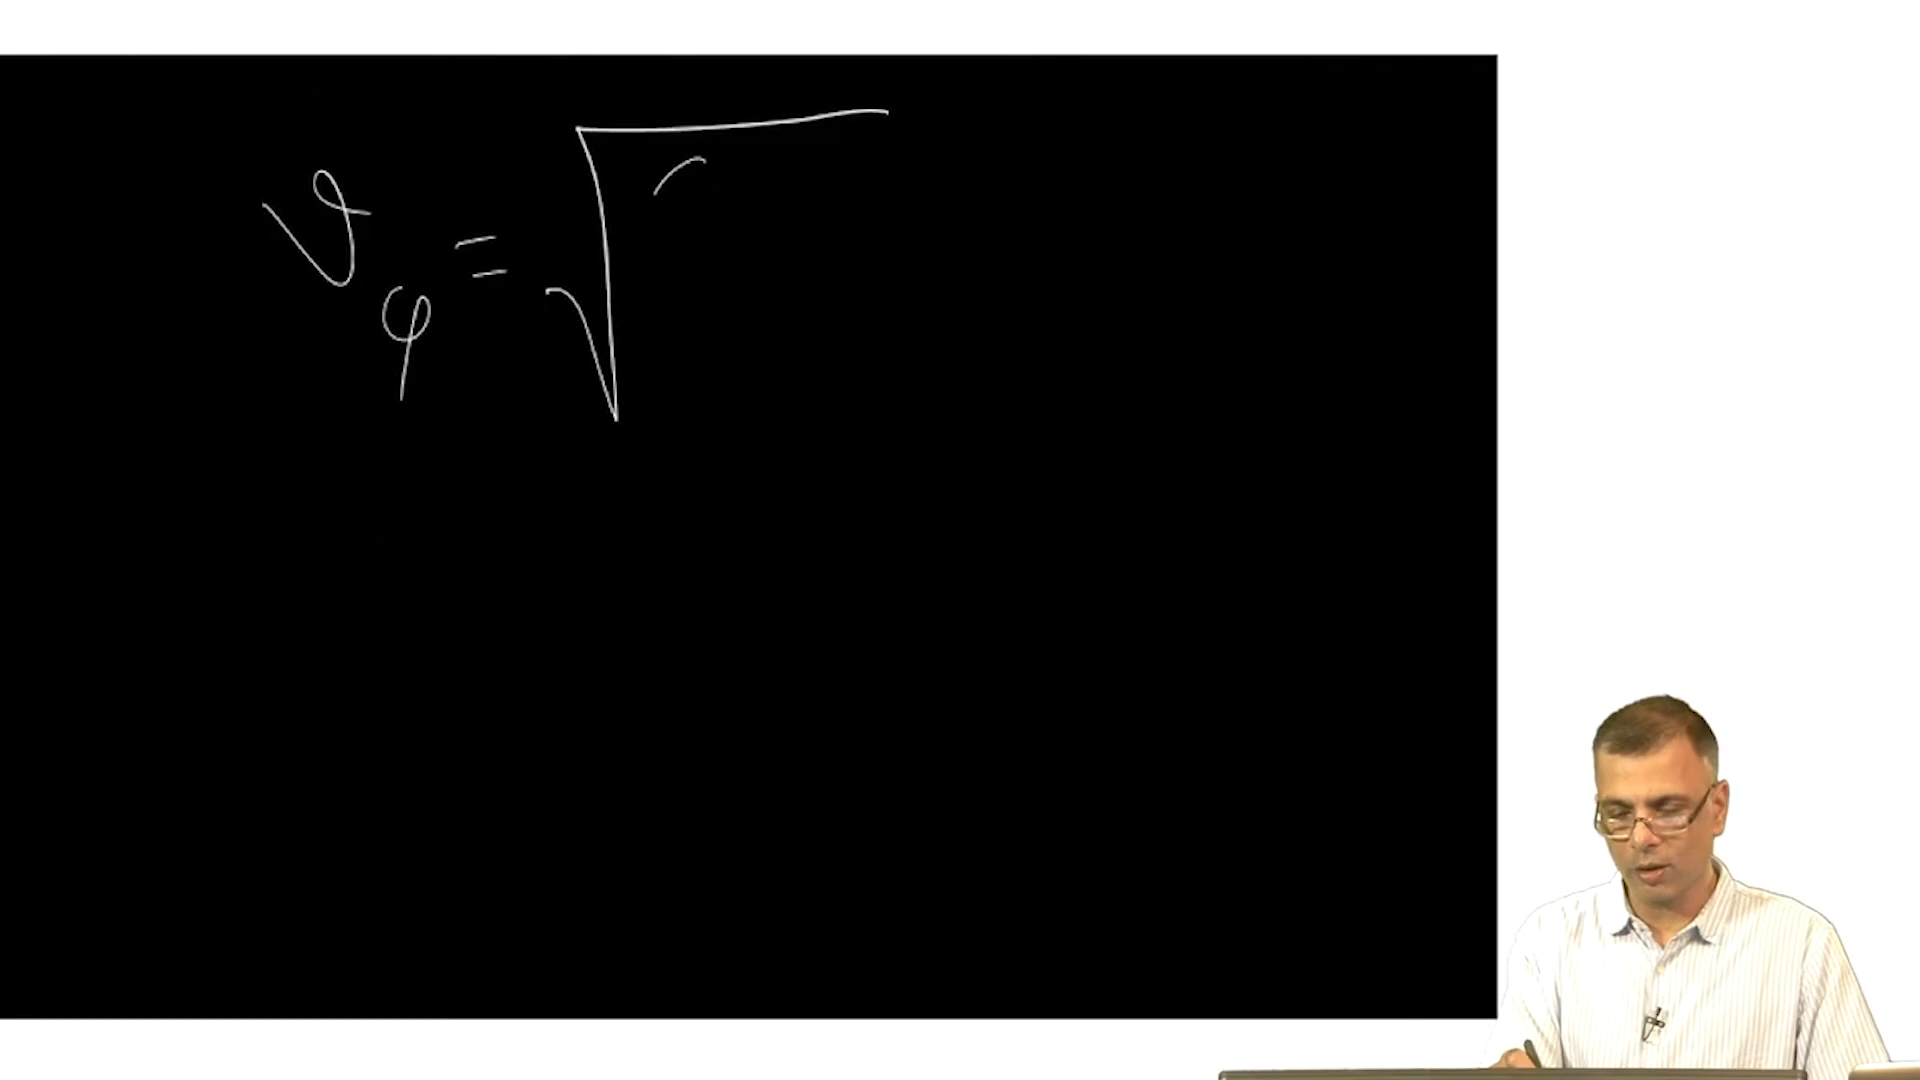 v_φ = √